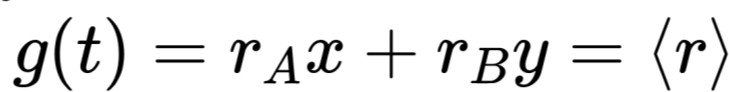 g(t) = r_A x + r_B y = ⟨r⟩